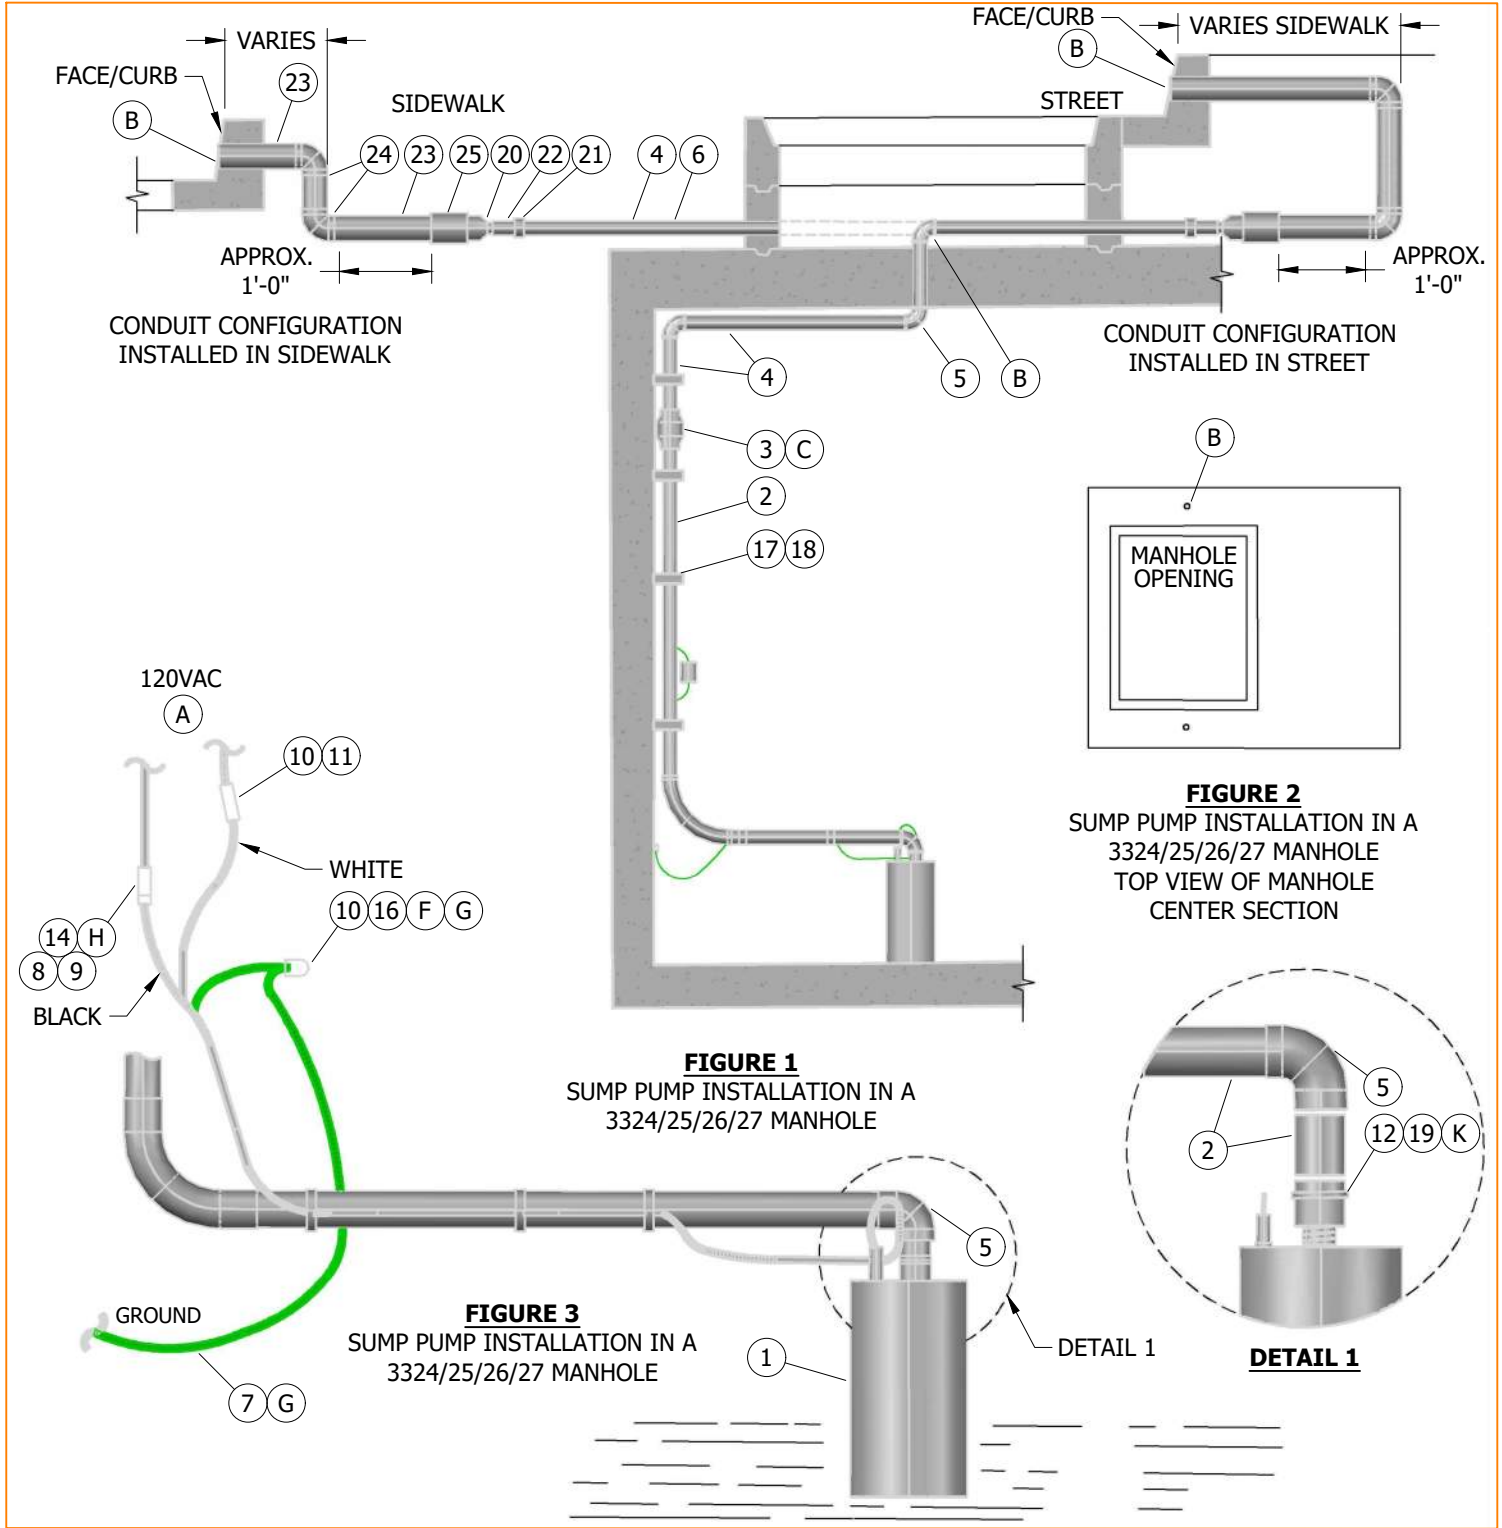 FACE/CURB
VARIES SIDEWALK
VARIES
B
FACE/CURB
23
B
SIDEWALK
STREET
24 23 25 20 22 21
4 6
APPROX.
1'-0"
APPROX.
1'-0"
CONDUIT CONFIGURATION
INSTALLED IN SIDEWALK
CONDUIT CONFIGURATION
INSTALLED IN STREET
4
5
B
3 C
B
2
17 18
MANHOLE
OPENING
120VAC
A
10 11
FIGURE 2
SUMP PUMP INSTALLATION IN A
3324/25/26/27 MANHOLE
TOP VIEW OF MANHOLE
CENTER SECTION
WHITE
10 16 F G
14 H
8 9
BLACK
FIGURE 1
SUMP PUMP INSTALLATION IN A
3324/25/26/27 MANHOLE
5
2
12 19 K
5
GROUND
FIGURE 3
SUMP PUMP INSTALLATION IN A
3324/25/26/27 MANHOLE
1
DETAIL 1
DETAIL 1
7 G